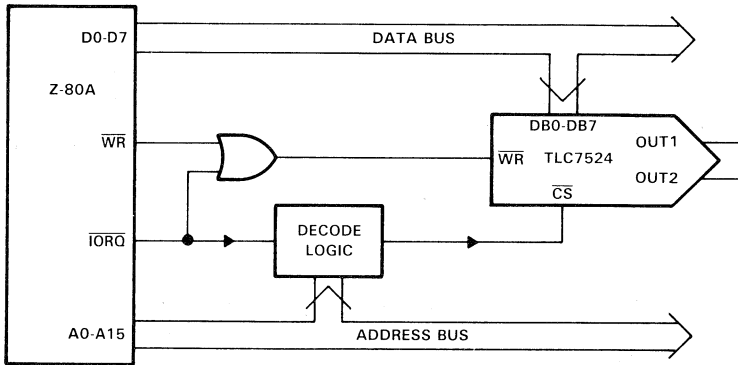 D0-D7
DATA BUS
Z-80A
DB0-DB7
WR
WR
TLC7524
OUT1
OUT2
CS
IORQ
DECODE
LOGIC
A0-A15
ADDRESS BUS